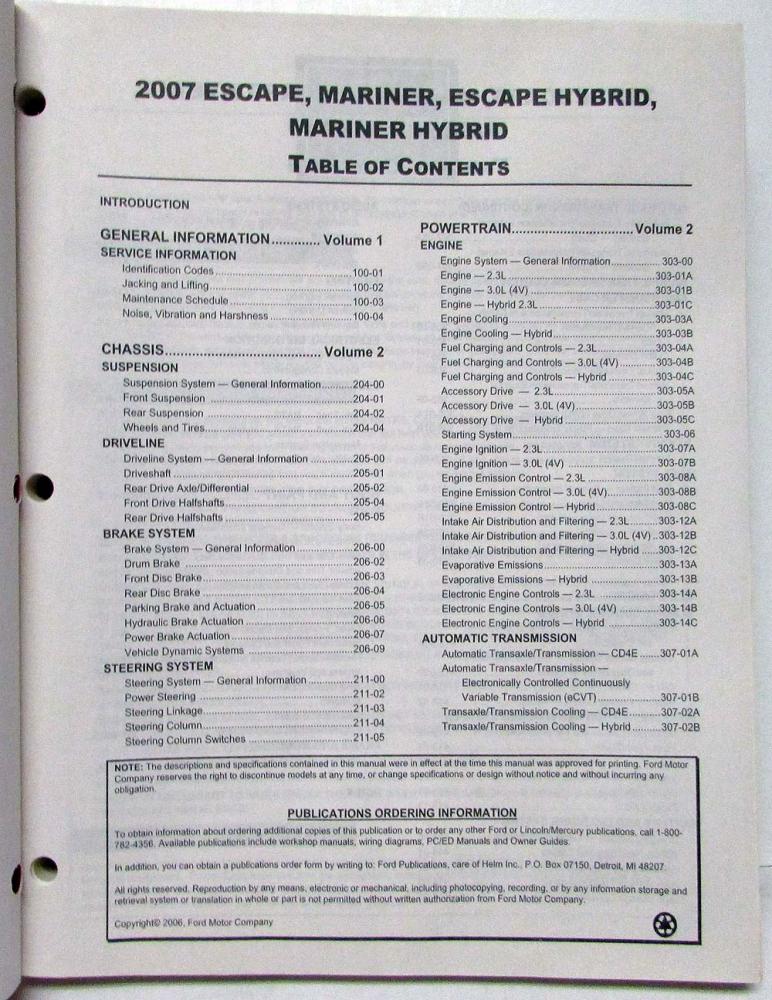 2007 ESCAPE, MARINER, ESCAPE HYBRID,
MARINER HYBRID
TABLE OF CONTENTS
INTRODUCTION
GENERAL INFORMATION............ Volume 1
SERVICE INFORMATION
Identification Codes....................100-01
Jacking and Lifting....................100-02
Maintenance Schedule....................100-03
Noise, Vibration and Harshness....................100-04
CHASSIS.................... Volume 2
SUSPENSION
Suspension System — General Information..........204-00
Front Suspension ....................204-01
Rear Suspension ....................204-02
Wheels and Tires....................204-04
DRIVELINE
Driveline System — General Information ..........205-00
Driveshaft ....................205-01
Rear Drive Axle/Differential ....................205-02
Front Drive Halfshafts ....................205-04
Rear Drive Halfshafts ....................205-05
BRAKE SYSTEM
Brake System — General Information....................206-00
Drum Brake ....................206-02
Front Disc Brake....................206-03
Rear Disc Brake....................206-04
Parking Brake and Actuation....................206-05
Hydraulic Brake Actuation ....................206-06
Power Brake Actuation....................206-07
Vehicle Dynamic Systems ....................206-09
STEERING SYSTEM
Steering System — General Information ..........211-00
Power Steering ....................211-02
Steering Linkage....................211-03
Steering Column....................211-04
Steering Column Switches ....................211-05
POWERTRAIN.................... Volume 2
ENGINE
Engine System — General Information..........303-00
Engine — 2.3L....................303-01A
Engine — 3.0L (4V)....................303-01B
Engine — Hybrid 2.3L....................303-01C
Engine Cooling....................303-03A
Engine Cooling — Hybrid....................303-03B
Fuel Charging and Controls — 2.3L..........303-04A
Fuel Charging and Controls — 3.0L (4V)..........303-04B
Fuel Charging and Controls — Hybrid ..........303-04C
Accessory Drive — 2.3L....................303-05A
Accessory Drive — 3.0L (4V)....................303-05B
Accessory Drive — Hybrid ....................303-05C
Starting System.................... 303-06
Engine Ignition — 2.3L....................303-07A
Engine Ignition — 3.0L (4V) ....................303-07B
Engine Emission Control — 2.3L ..........303-08A
Engine Emission Control — 3.0L (4V)..........303-08B
Engine Emission Control — Hybrid..........303-08C
Intake Air Distribution and Filtering — 2.3L..........303-12A
Intake Air Distribution and Filtering — 3.0L (4V)..303-12B
Intake Air Distribution and Filtering — Hybrid ....303-12C
Evaporative Emissions....................303-13A
Evaporative Emissions — Hybrid ....................303-13B
Electronic Engine Controls — 2.3L ..........303-14A
Electronic Engine Controls — 3.0L (4V) ..........303-14B
Electronic Engine Controls — Hybrid ..........303-14C
AUTOMATIC TRANSMISSION
Automatic Transaxle/Transmission — CD4E ......307-01A
Automatic Transaxle/Transmission —
Electronically Controlled Continuously
Variable Transmission (eCVT)....................307-01B
Transaxle/Transmission Cooling — CD4E..........307-02A
Transaxle/Transmission Cooling — Hybrid..........307-02B
NOTE: The descriptions and specifications contained in this manual were in effect at the time this manual was approved for printing. Ford Motor
Company reserves the right to discontinue models at any time, or change specifications or design without notice and without incurring any
obligation.
PUBLICATIONS ORDERING INFORMATION
To obtain information about ordering additional copies of this publication or to order any other Ford or Lincoln/Mercury publications, call 1-800-
782-4356. Available publications include workshop manuals, wiring diagrams, PC/ED Manuals and Owner Guides.
In addition, you can obtain a publications order form by writing to: Ford Publications, care of Helm Inc., P.O. Box 07150, Detroit, MI 48207.
All rights reserved. Reproduction by any means, electronic or mechanical, including photocopying, recording, or by any information storage and
retrieval system or translation in whole or part is not permitted without written authorization from Ford Motor Company.
Copyright© 2006, Ford Motor Company